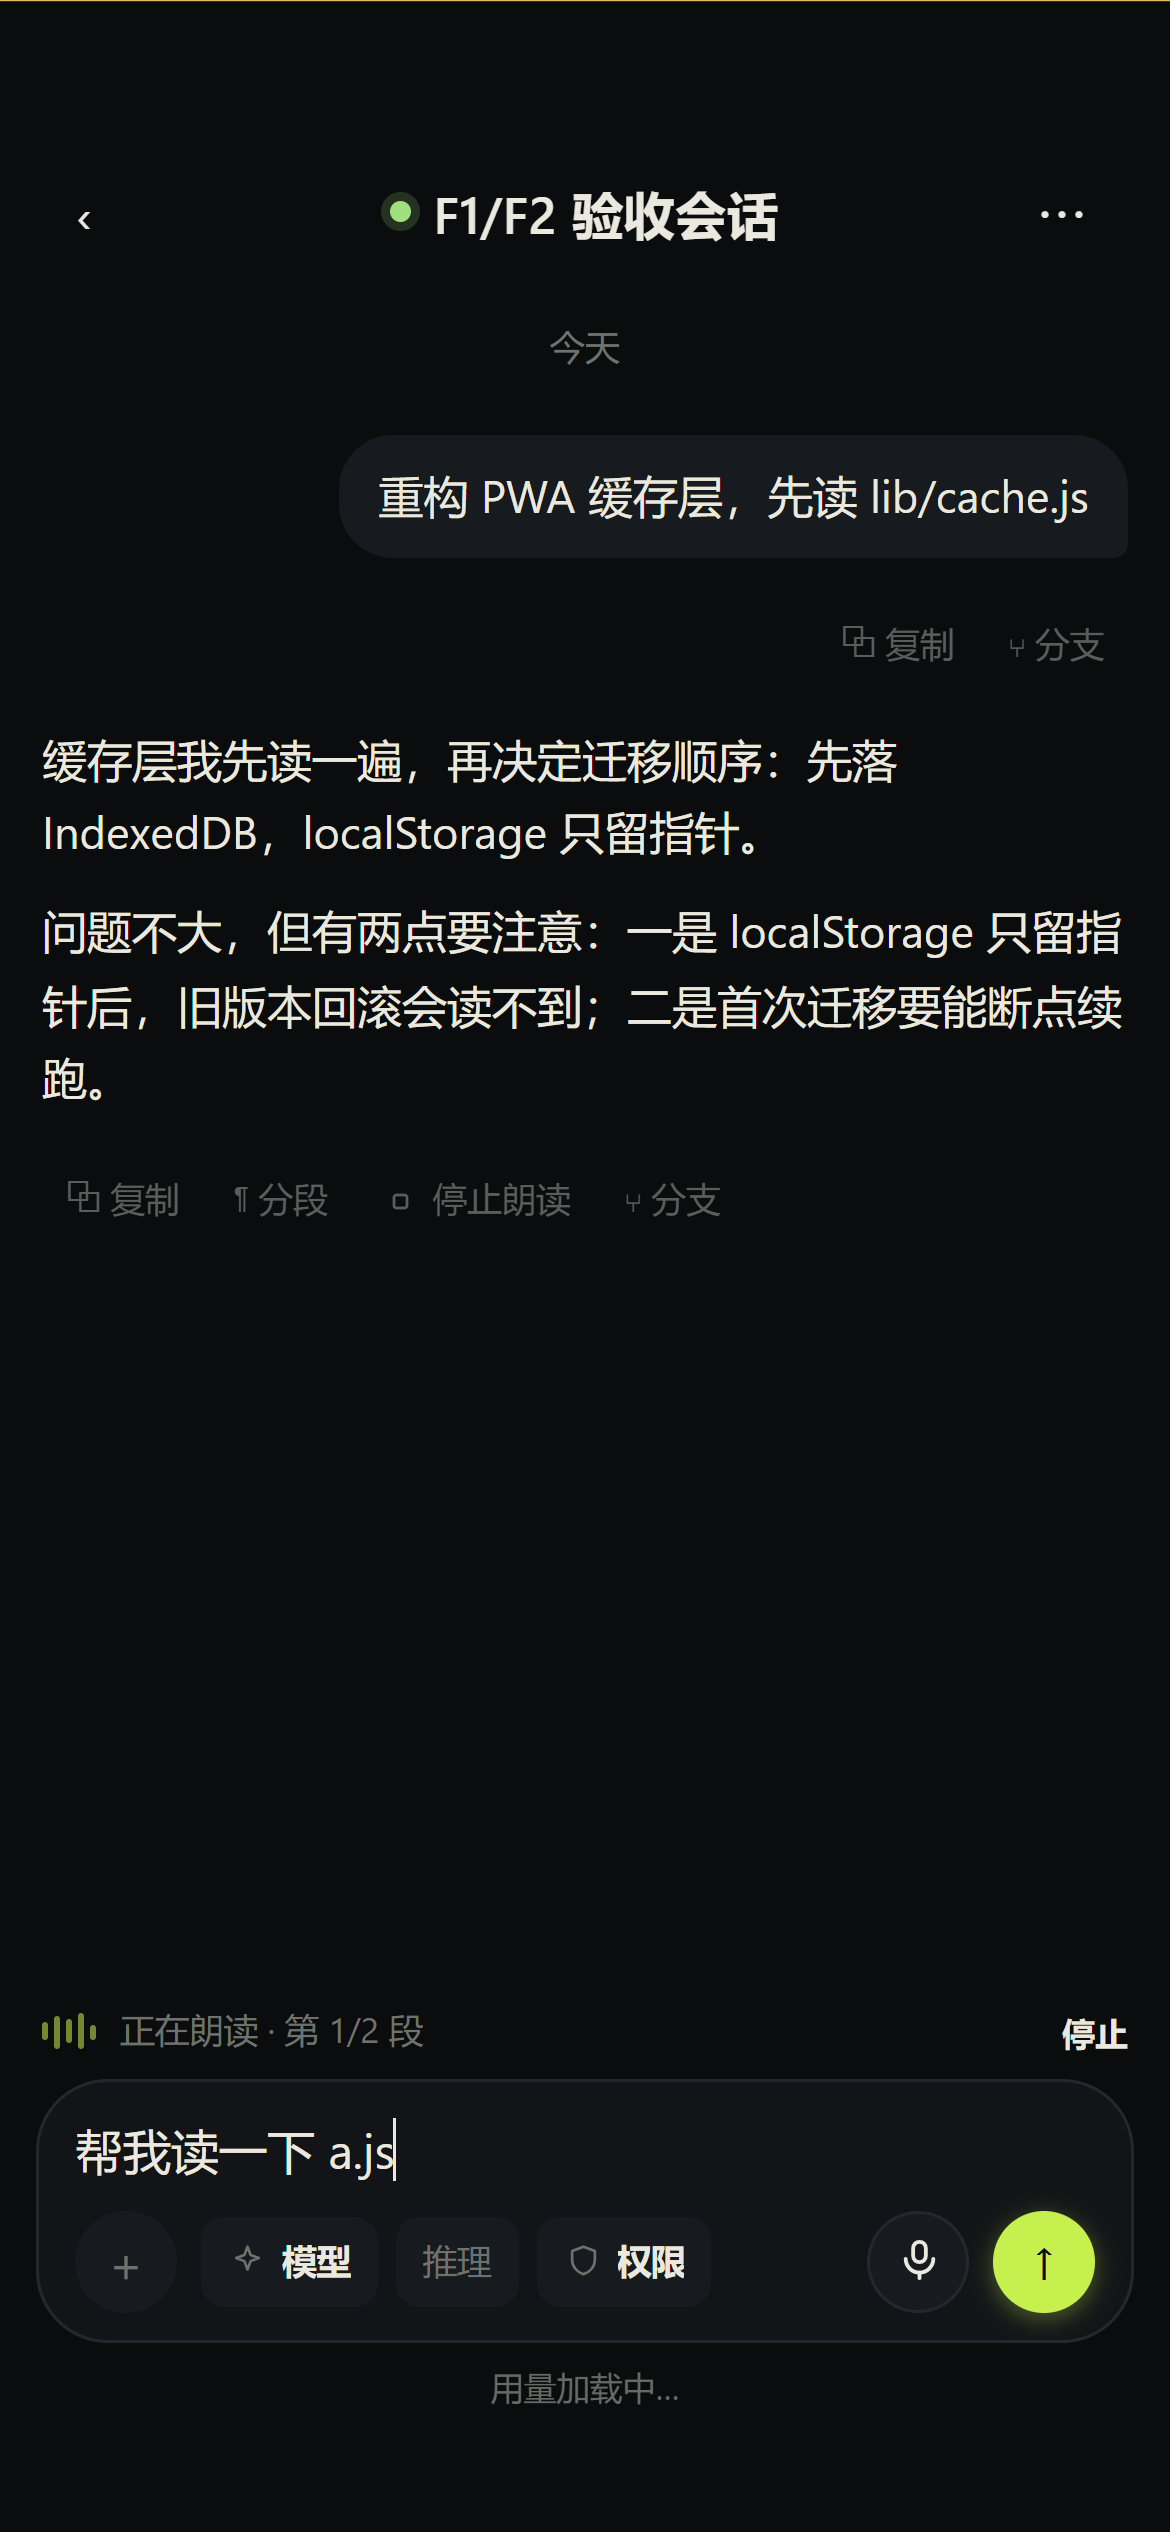 F1/F2 验收会话
今天
重构 PWA 缓存层，先读 lib/cache.js
复制 分支
缓存层我先读一遍，再决定迁移顺序：先落
IndexedDB，localStorage 只留指针。
问题不大，但有两点要注意：一是 localStorage 只留指
针后，旧版本回滚会读不到；二是首次迁移要能断点续
跑。
复制 ¶ 分段 停止朗读 分支
正在朗读 · 第 1/2 段 停止
帮我读一下 a.js
模型 推理 权限
用量加载中...